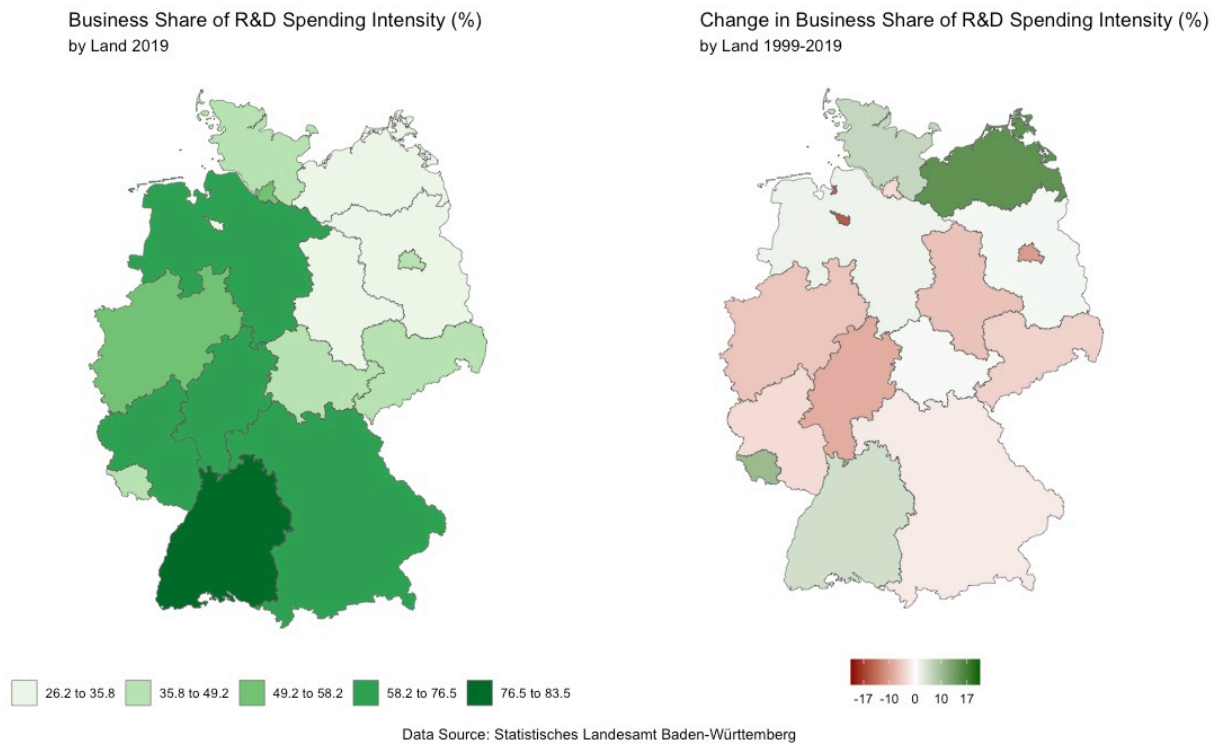 Business Share of R&D Spending Intensity (%)
by Land 2019
Change in Business Share of R&D Spending Intensity (%)
by Land 1999-2019
26.2 to 35.8 35.8 to 49.2 49.2 to 58.2 58.2 to 76.5 76.5 to 83.5
-17 -10 0 10 17
Data Source: Statistisches Landesamt Baden-Württemberg